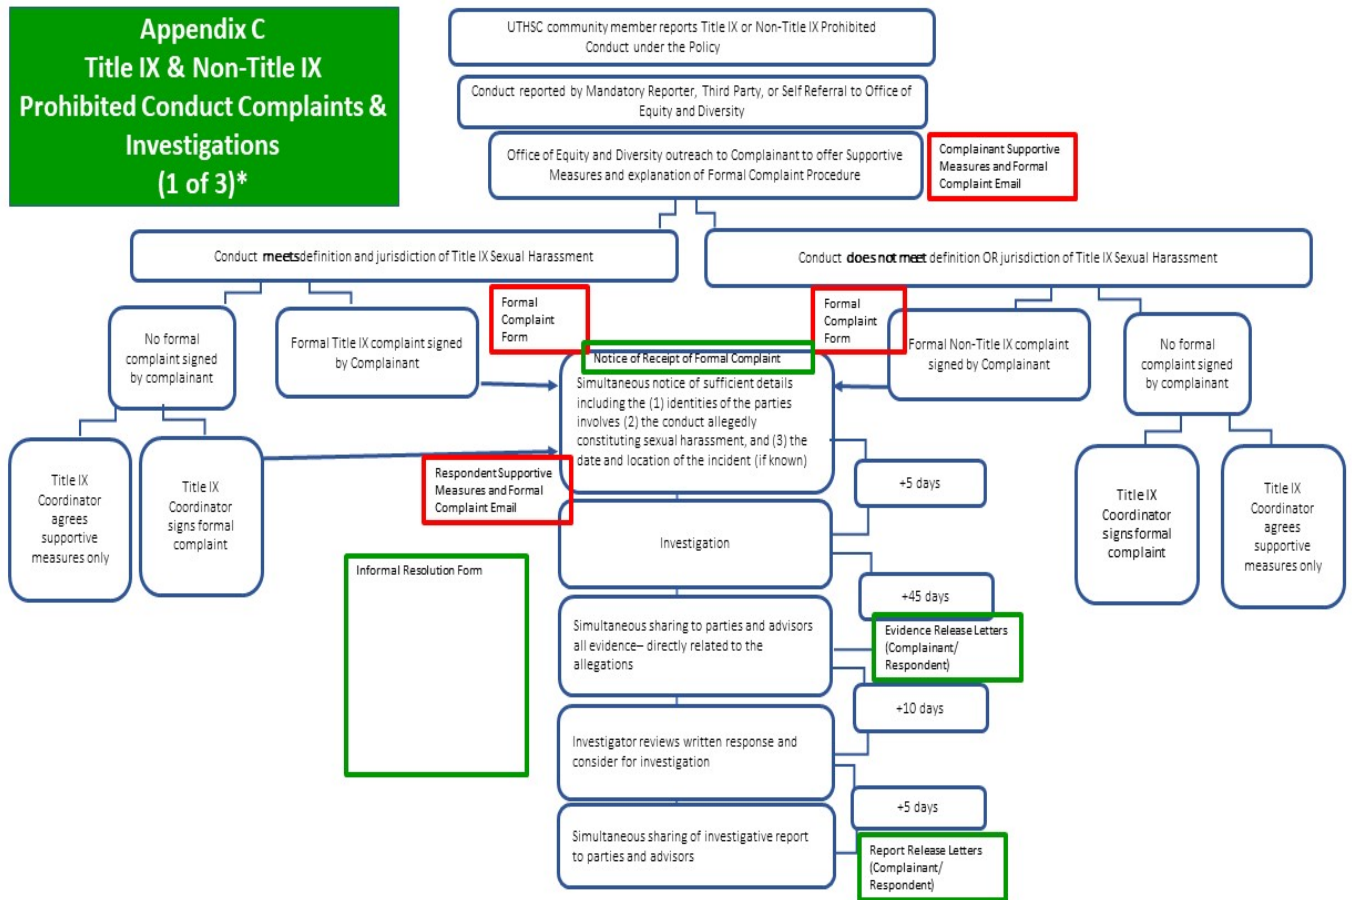 Appendix C
Title IX & Non-Title IX
Prohibited Conduct Complaints &
Investigations
(1 of 3)*
UTHSC community member reports Title IX or Non-Title IX Prohibited
Conduct under the Policy
Conduct reported by Mandatory Reporter, Third Party, or Self Referral to Office of
Equity and Diversity
Office of Equity and Diversity outreach to Complainant to offer Supportive
Measures and explanation of Formal Complaint Procedure
Complainant Supportive
Measures and Formal
Complaint Email
Conduct meets definition and jurisdiction of Title IX Sexual Harassment
Conduct does not meet definition OR jurisdiction of Title IX Sexual Harassment
No formal
complaint signed
by complainant
Formal Title IX complaint signed
by Complainant
Formal
Complaint
Form
Formal
Complaint
Form
Formal Non-Title IX complaint
signed by Complainant
No formal
complaint signed
by complainant
Notice of Receipt of Formal Complaint
Simultaneous notice of sufficient details
including the (1) identities of the parties
involves (2) the conduct allegedly
constituting sexual harassment, and (3) the
date and location of the incident (if known)
Title IX
Coordinator
agrees
supportive
measures only
Title IX
Coordinator
signs formal
complaint
Respondent Supportive
Measures and Formal
Complaint Email
+5 days
Title IX
Coordinator
signs formal
complaint
Title IX
Coordinator
agrees
supportive
measures only
Investigation
Informal Resolution Form
+45 days
Simultaneous sharing to parties and advisors
all evidence– directly related to the
allegations
Evidence Release Letters
(Complainant/
Respondent)
+10 days
Investigator reviews written response and
consider for investigation
+5 days
Simultaneous sharing of investigative report
to parties and advisors
Report Release Letters
(Complainant/
Respondent)